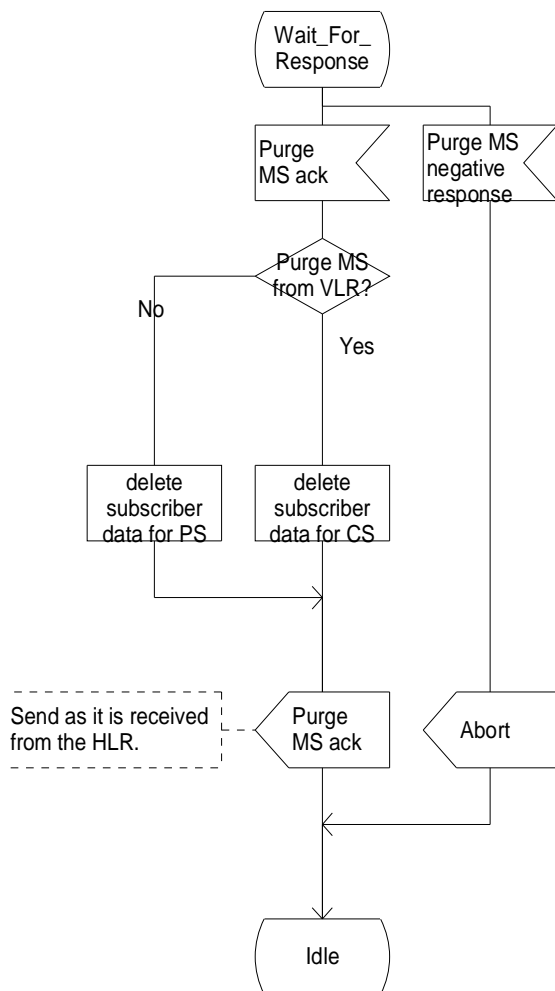 Wait_For_
Response
Purge
MS ack
Purge MS
negative
response
Purge MS
from VLR?
No
Yes
delete
subscriber
data for PS
delete
subscriber
data for CS
Send as it is received
from the HLR.
Purge
MS ack
Abort
Idle